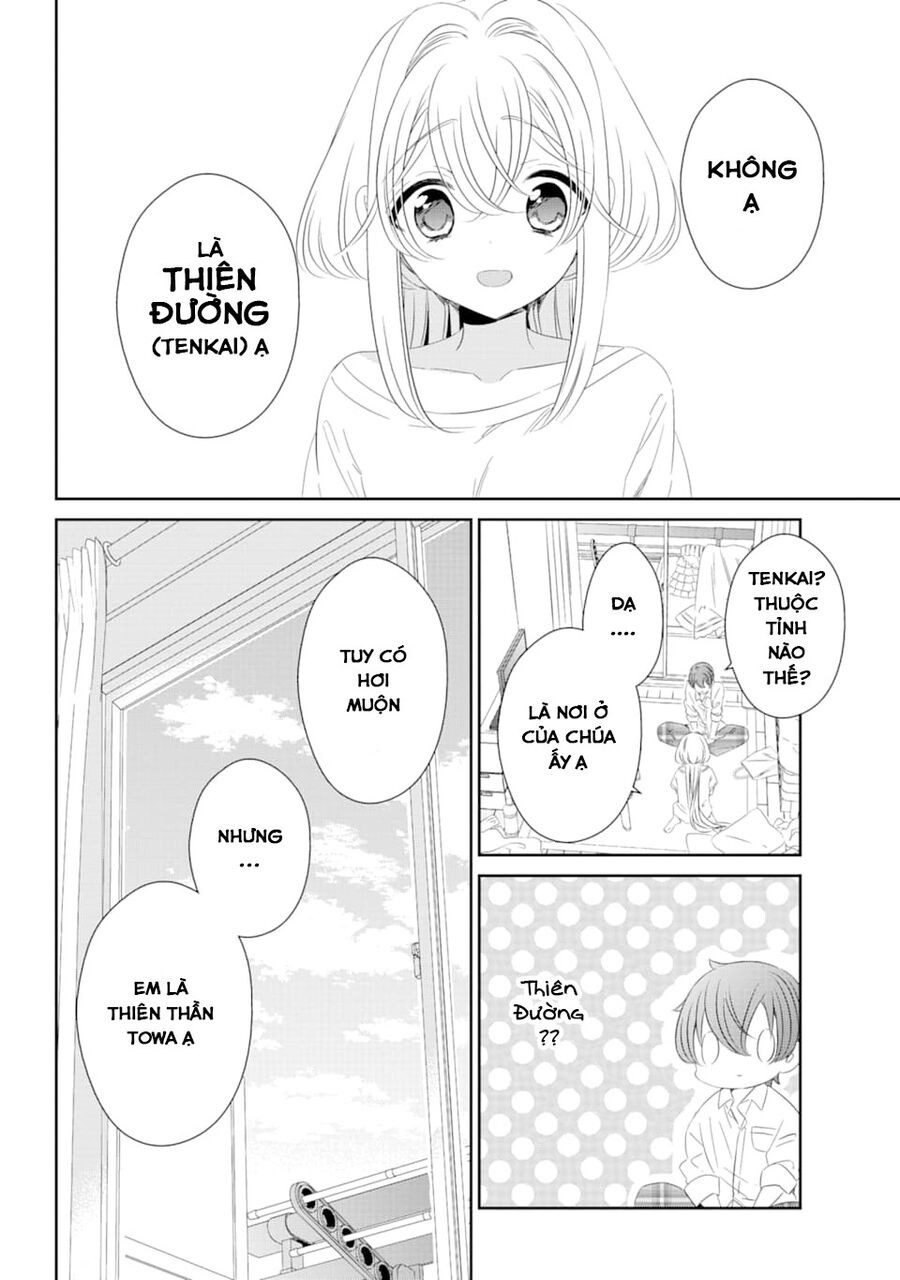 KHÔNG
Ạ
LÀ
THIÊN
ĐƯỜNG
(TENKAI) Ạ
TENKAI?
THUỘC
TỈNH
NÀO
THẾ?
DẠ
....
LÀ NƠI Ở
CỦA CHÚA
ẤY Ạ
Thiên
Đường
??
TUY CÓ
HƠI
MUỘN
NHƯNG
...
EM LÀ
THIÊN THẦN
TOWA Ạ